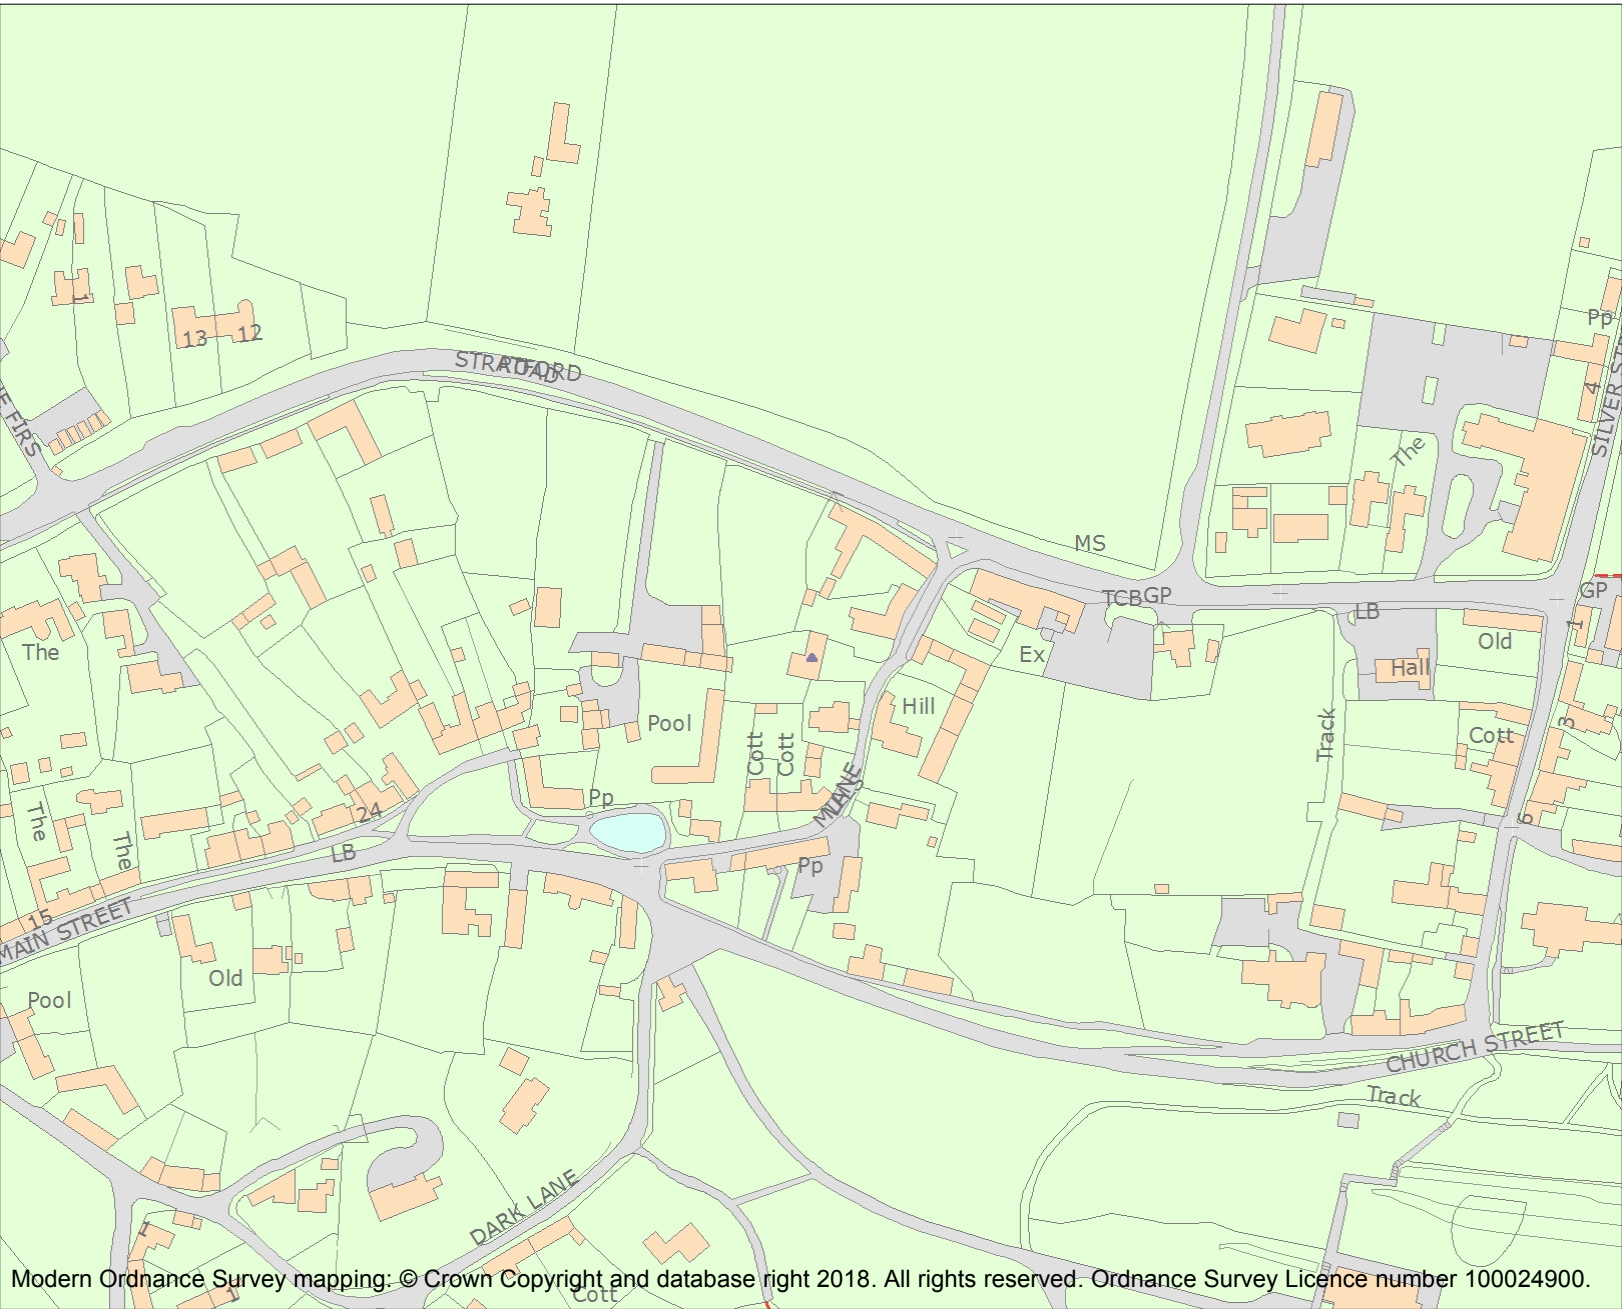 Pp
1
13 12
STRATFORD
ROAD
4
THE FIRS
SILVER ST
The
MS
TCB
GP
GP
LB
1
The
Ex
Old
Hall
Hill
Pool
Cott
Cott
Track
Cott
3
MILLS
LANE
Pp
24
The
The
LB
6
Pp
15
MAIN STREET
Old
Pool
CHURCH STREET
Track
DARK LANE
1
1
Cott
Modern Ordnance Survey mapping: © Crown Copyright and database right 2018. All rights reserved. Ordnance Survey Licence number 100024900.